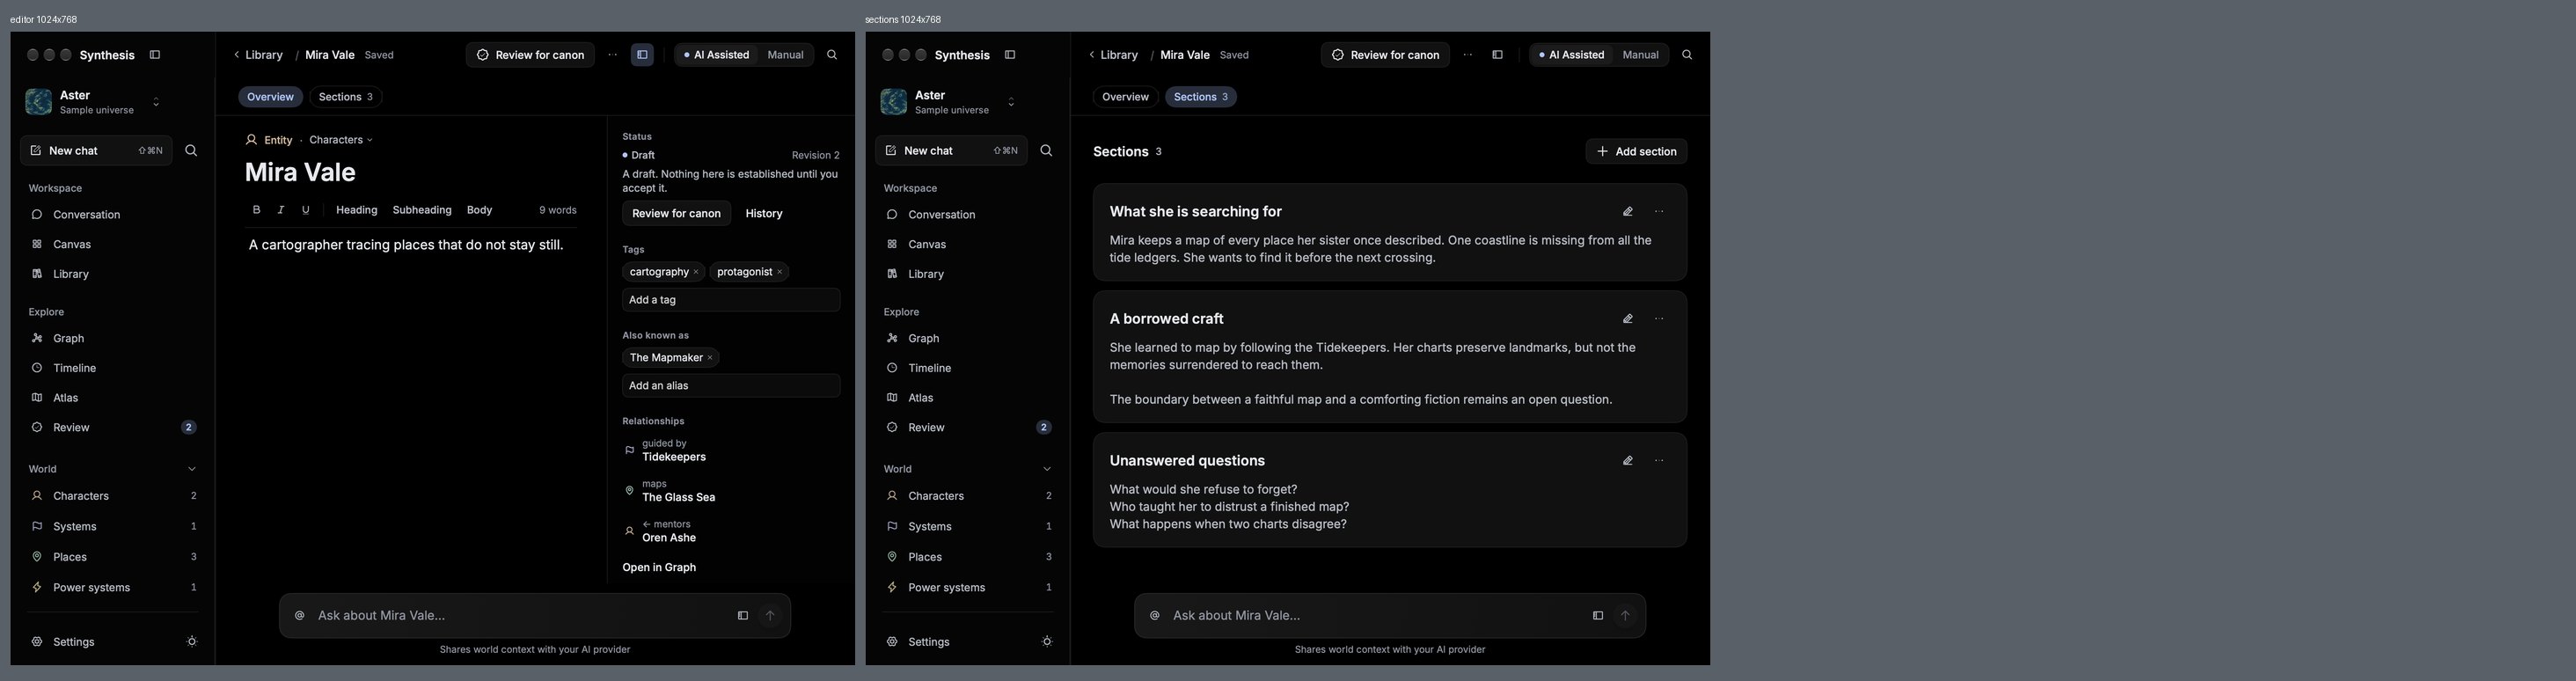 editor 1024x768
Synthesis
Library / Mira Vale Saved
Review for canon
AI Assisted Manual
Aster
Sample universe
Overview
Sections 3
New chat ⇧⌘N
Workspace
Conversation
Canvas
Library
Explore
Graph
Timeline
Atlas
Review 2
World
Characters 2
Systems 1
Places 3
Power systems 1
Settings
Entity · Characters
Mira Vale
B I U Heading Subheading Body 9 words
A cartographer tracing places that do not stay still.
Status
Draft Revision 2
A draft. Nothing here is established until you
accept it.
Review for canon History
Tags
cartography × protagonist ×
Add a tag
Also known as
The Mapmaker ×
Add an alias
Relationships
guided by
Tidekeepers
maps
The Glass Sea
← mentors
Oren Ashe
Open in Graph
@ Ask about Mira Vale...
Shares world context with your AI provider
sections 1024x768
Synthesis
Library / Mira Vale Saved
Review for canon
AI Assisted Manual
Aster
Sample universe
Overview
Sections 3
New chat ⇧⌘N
Workspace
Conversation
Canvas
Library
Explore
Graph
Timeline
Atlas
Review 2
World
Characters 2
Systems 1
Places 3
Power systems 1
Settings
Sections 3
Add section
What she is searching for
Mira keeps a map of every place her sister once described. One coastline is missing from all the
tide ledgers. She wants to find it before the next crossing.
A borrowed craft
She learned to map by following the Tidekeepers. Her charts preserve landmarks, but not the
memories surrendered to reach them.
The boundary between a faithful map and a comforting fiction remains an open question.
Unanswered questions
What would she refuse to forget?
Who taught her to distrust a finished map?
What happens when two charts disagree?
@ Ask about Mira Vale...
Shares world context with your AI provider